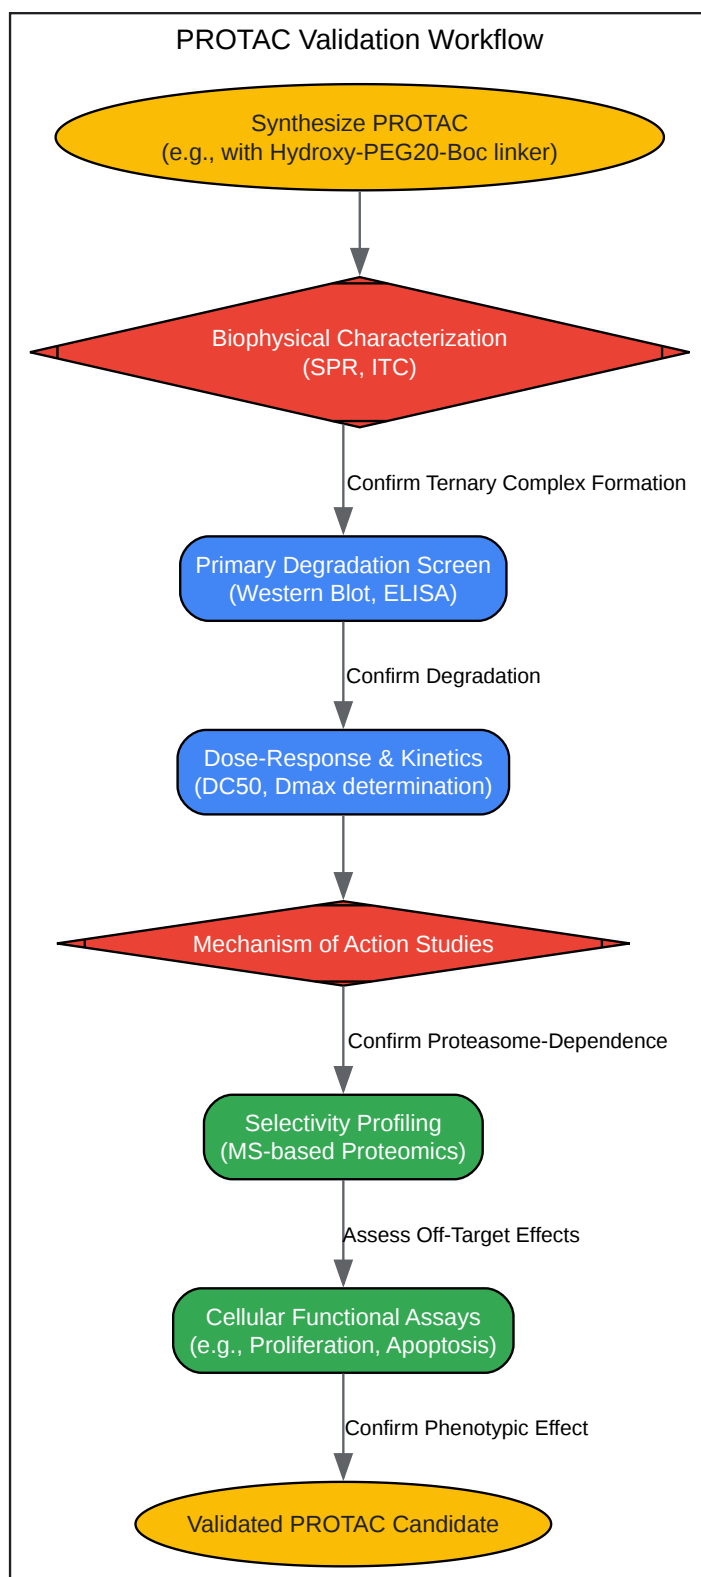 PROTAC Validation Workflow
Synthesize PROTAC
(e.g., with Hydroxy-PEG20-Boc linker)
Biophysical Characterization
(SPR, ITC)
Confirm Ternary Complex Formation
Primary Degradation Screen
(Western Blot, ELISA)
Confirm Degradation
Dose-Response & Kinetics
(DC50, Dmax determination)
Mechanism of Action Studies
Confirm Proteasome-Dependence
Selectivity Profiling
(MS-based Proteomics)
Assess Off-Target Effects
Cellular Functional Assays
(e.g., Proliferation, Apoptosis)
Confirm Phenotypic Effect
Validated PROTAC Candidate